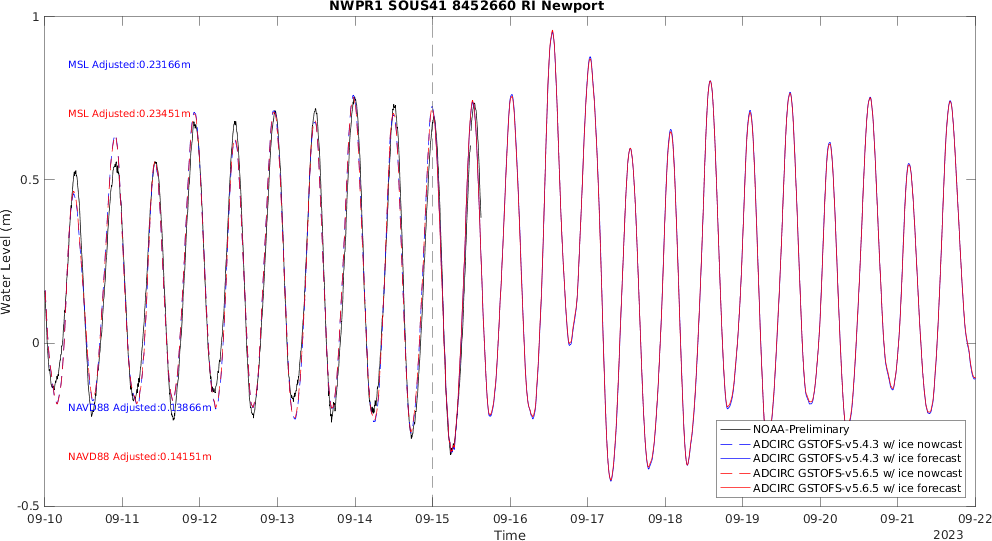 NWPR1 SOUS41 8452660 RI Newport
1
MSL Adjusted:0.23166m
MSL Adjusted:0.23451m
0.5
Water Level (m)
0
NAVD88 Adjusted:0.13866m
NAVD88 Adjusted:0.14151m
-0.5
NOAA-Preliminary
ADCIRC GSTOFS-v5.4.3 w/ ice nowcast
ADCIRC GSTOFS-v5.4.3 w/ ice forecast
ADCIRC GSTOFS-v5.6.5 w/ ice nowcast
ADCIRC GSTOFS-v5.6.5 w/ ice forecast
09-10 09-11 09-12 09-13 09-14 09-15 09-16 09-17 09-18 09-19 09-20 09-21 09-22
Time
2023